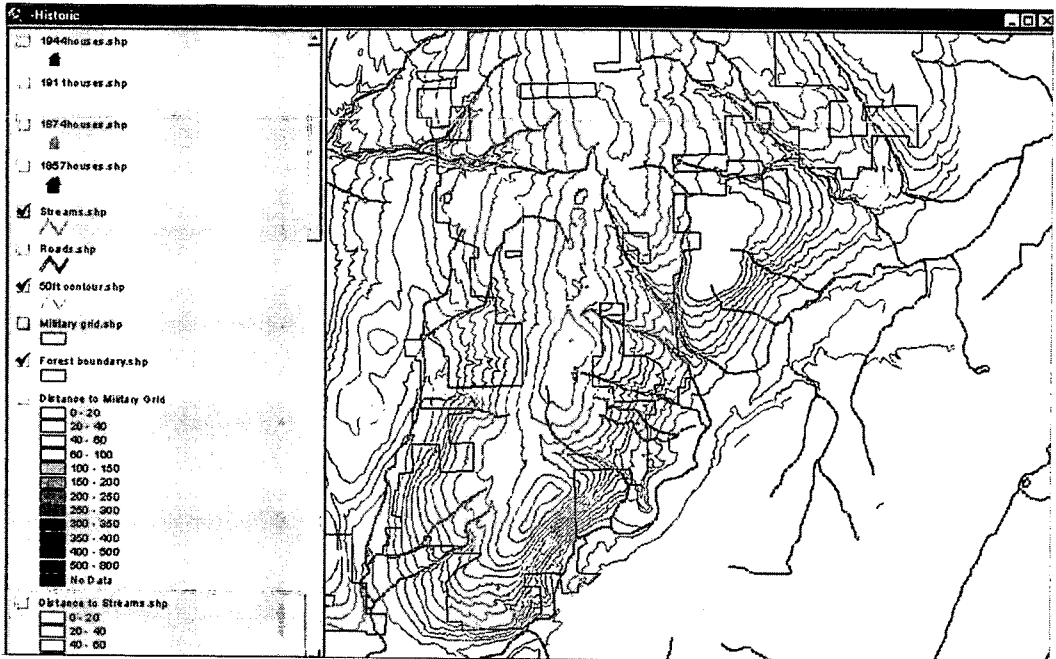 -Historic
1944houses.shp
1911houses.shp
1874houses.shp
1857houses.shp
Streams.shp
Roads.shp
50ft contour.shp
Military grid.shp
Forest boundary.shp
Distance to Military Grid
0 - 20
20 - 40
40 - 60
60 - 100
100 - 150
150 - 200
200 - 250
250 - 300
300 - 350
350 - 400
400 - 500
500 - 800
No Data
Distance to Streams.shp
0 - 20
20 - 40
40 - 60